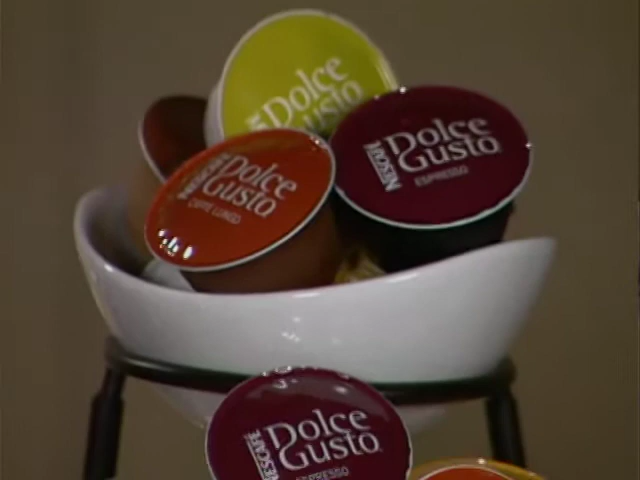 Dolce
Gusto
NESCAFÉ
Dolce
Gusto
ESPRESSO
NESCAFÉ
Dolce
Gusto
CAFFÈ LUNGO
NESCAFÉ
Dolce
Gusto
ESPRESSO